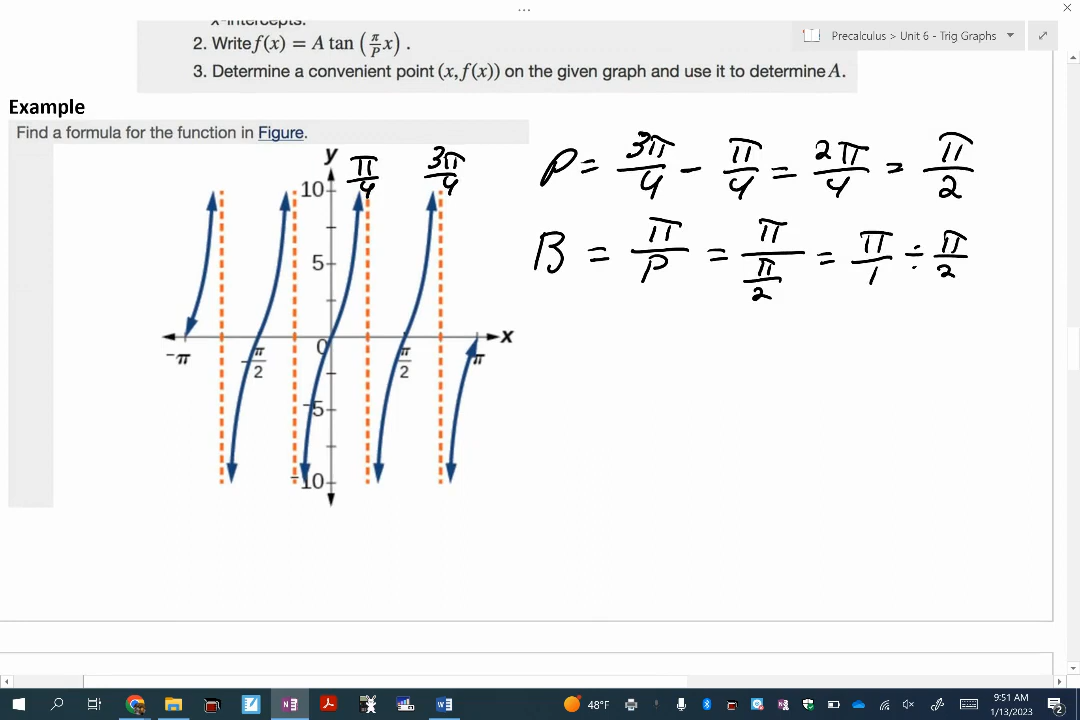 x-intercepts.
Precalculus > Unit 6 - Trig Graphs
2. Write f(x) = A tan (π/P x) .
3. Determine a convenient point (x, f(x)) on the given graph and use it to determine A.
Example
Find a formula for the function in Figure.
y
π/4
3π/4
10
5
0
x
-π
-π/2
π/2
π
-5
-10
P = 3π/4 - π/4 = 2π/4 = π/2
B = π/P = π/(π/2) = π/1 ÷ π/2
48°F
9:51 AM
1/13/2023
2